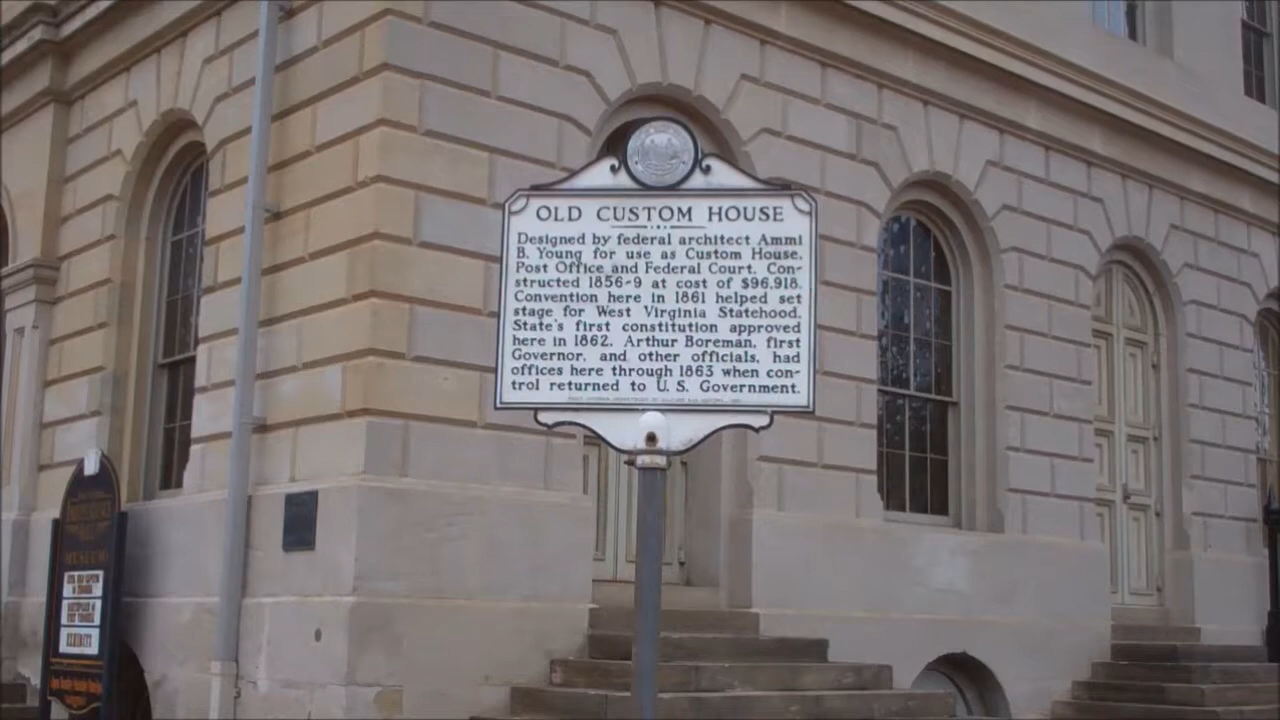 OLD CUSTOM HOUSE
Designed by federal architect Ammi
B. Young for use as Custom House,
Post Office and Federal Court. Con-
structed 1856-9 at cost of $96,918.
Convention here in 1861 helped set
stage for West Virginia Statehood.
State's first constitution approved
here in 1862. Arthur Boreman, first
Governor, and other officials, had
offices here through 1863 when con-
trol returned to U. S. Government.
INDEPENDENCE
HALL
MUSEUM
EXHIBITS